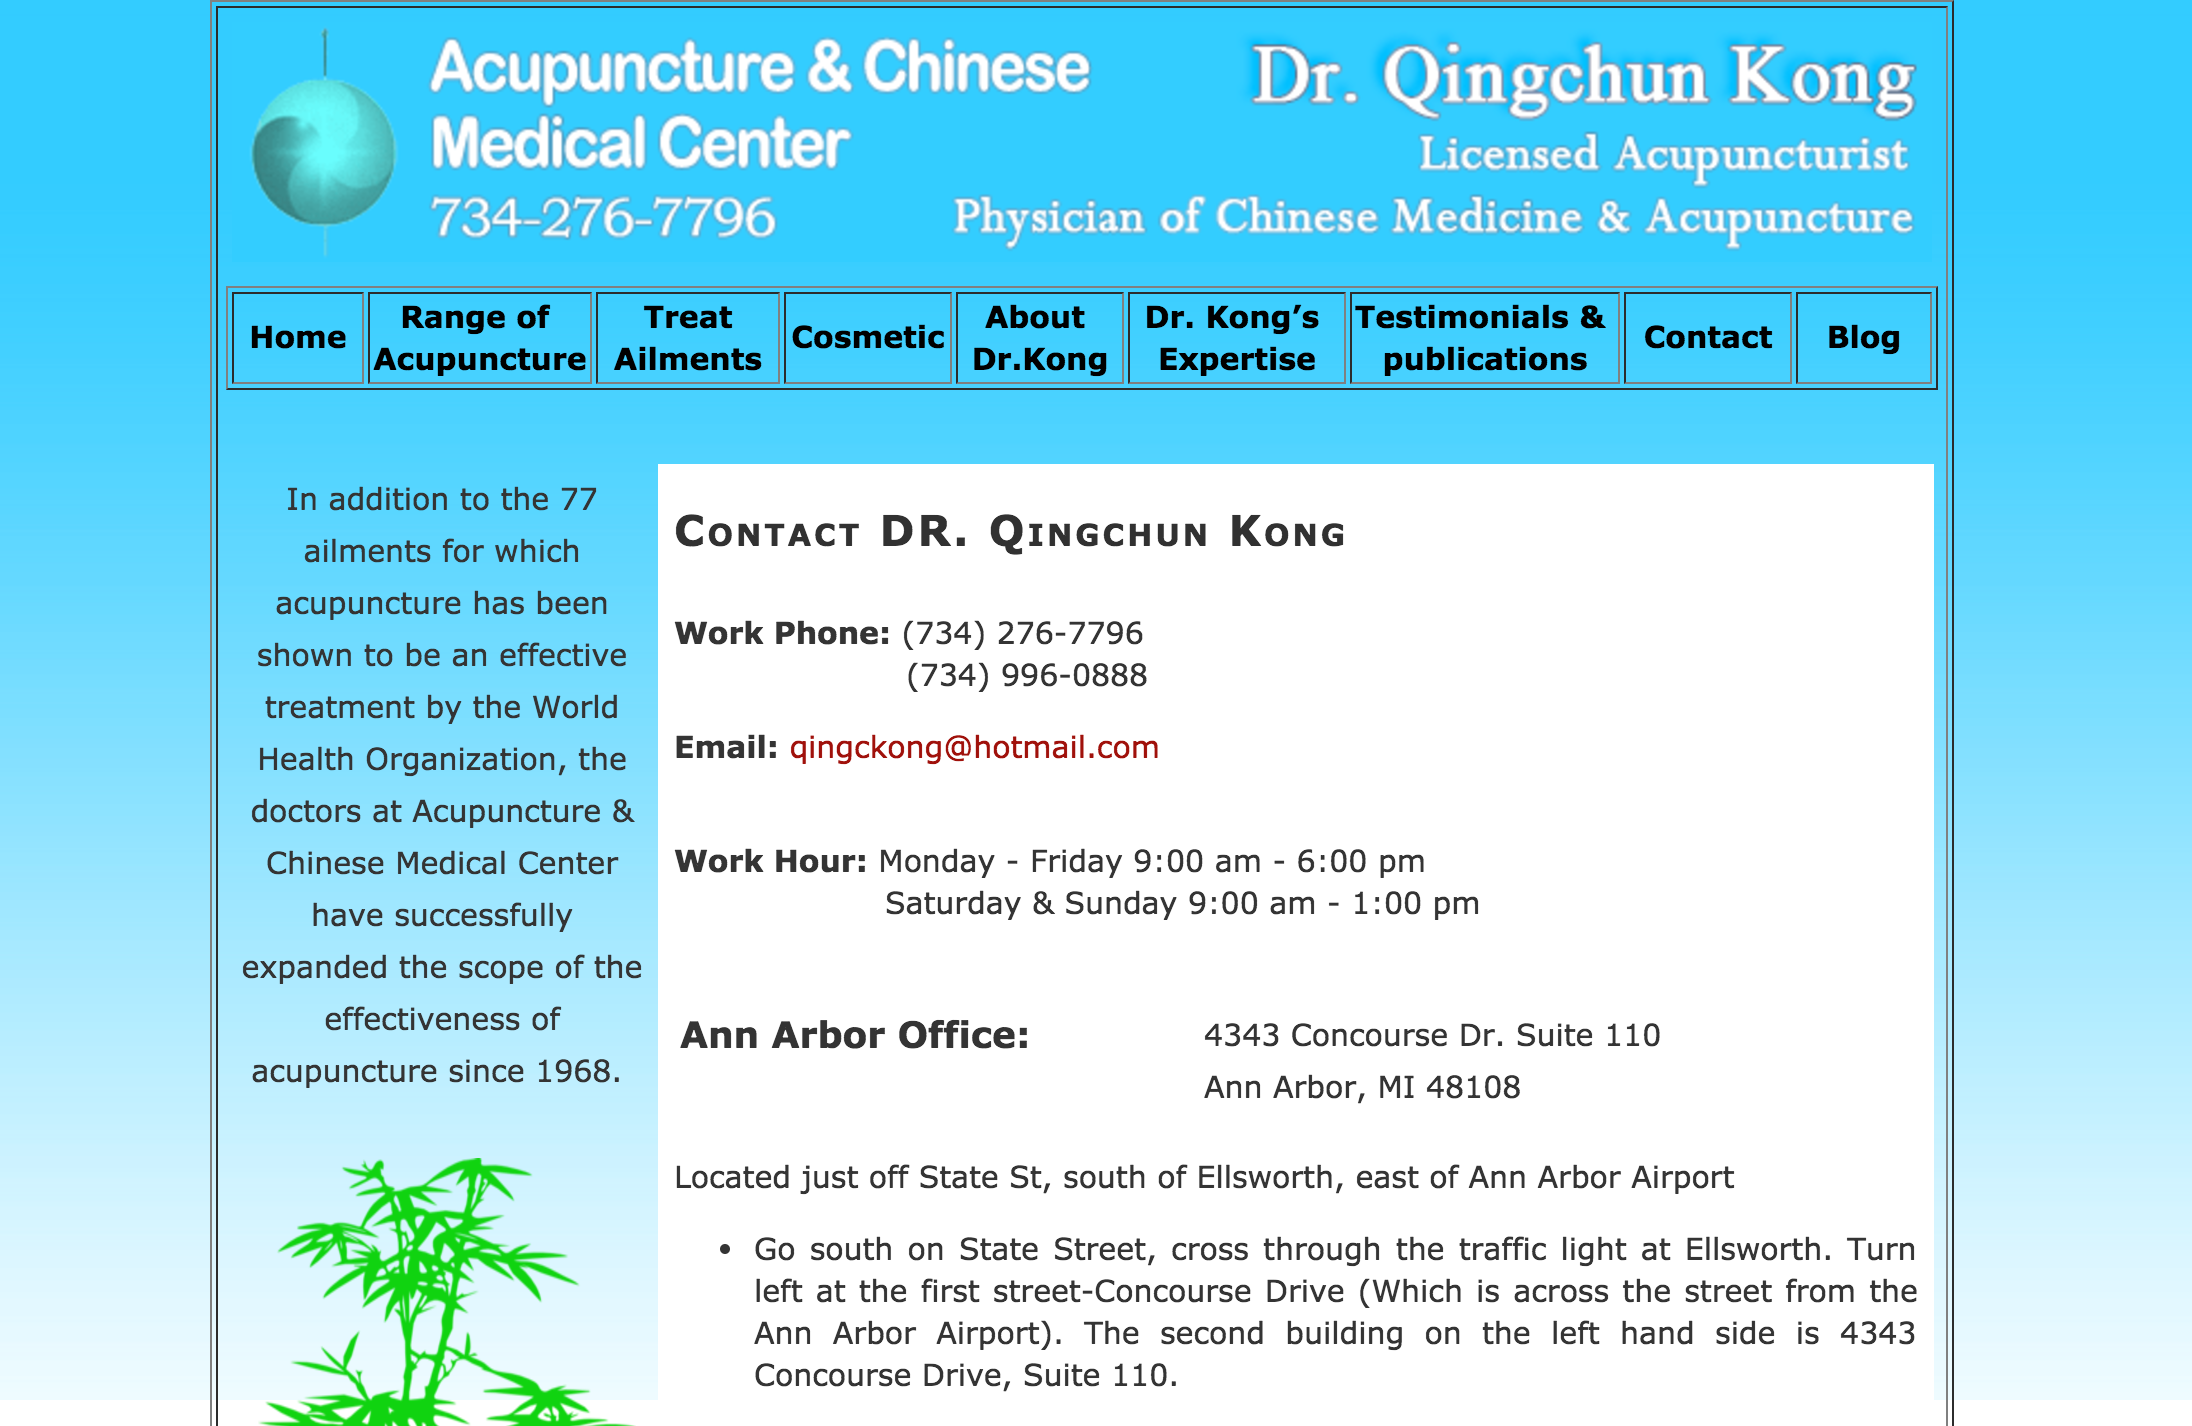 Acupuncture & Chinese
Medical Center
734-276-7796
Dr. Qingchun Kong
Licensed Acupuncturist
Physician of Chinese Medicine & Acupuncture
Home
Range of
Acupuncture
Treat
Ailments
Cosmetic
About
Dr.Kong
Dr. Kong’s
Expertise
Testimonials &
publications
Contact
Blog
In addition to the 77
ailments for which
acupuncture has been
shown to be an effective
treatment by the World
Health Organization, the
doctors at Acupuncture &
Chinese Medical Center
have successfully
expanded the scope of the
effectiveness of
acupuncture since 1968.
Contact DR. Qingchun Kong
Work Phone: (734) 276-7796
(734) 996-0888
Email: qingckong@hotmail.com
Work Hour: Monday - Friday 9:00 am - 6:00 pm
Saturday & Sunday 9:00 am - 1:00 pm
Ann Arbor Office:
4343 Concourse Dr. Suite 110
Ann Arbor, MI 48108
Located just off State St, south of Ellsworth, east of Ann Arbor Airport
• Go south on State Street, cross through the traffic light at Ellsworth. Turn
left at the first street-Concourse Drive (Which is across the street from the
Ann Arbor Airport). The second building on the left hand side is 4343
Concourse Drive, Suite 110.